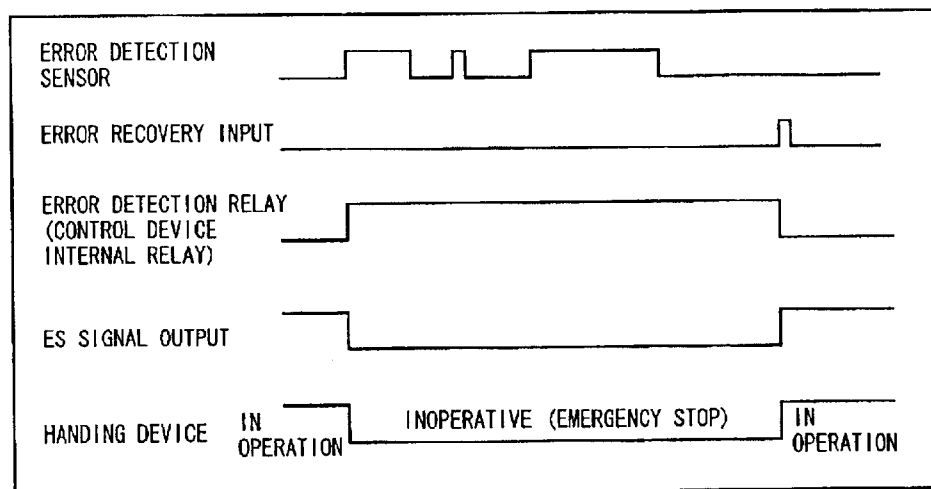 ERROR DETECTION
SENSOR
ERROR RECOVERY INPUT
ERROR DETECTION RELAY
(CONTROL DEVICE
INTERNAL RELAY)
ES SIGNAL OUTPUT
HANDING DEVICE
IN
OPERATION
INOPERATIVE (EMERGENCY STOP)
IN
OPERATION